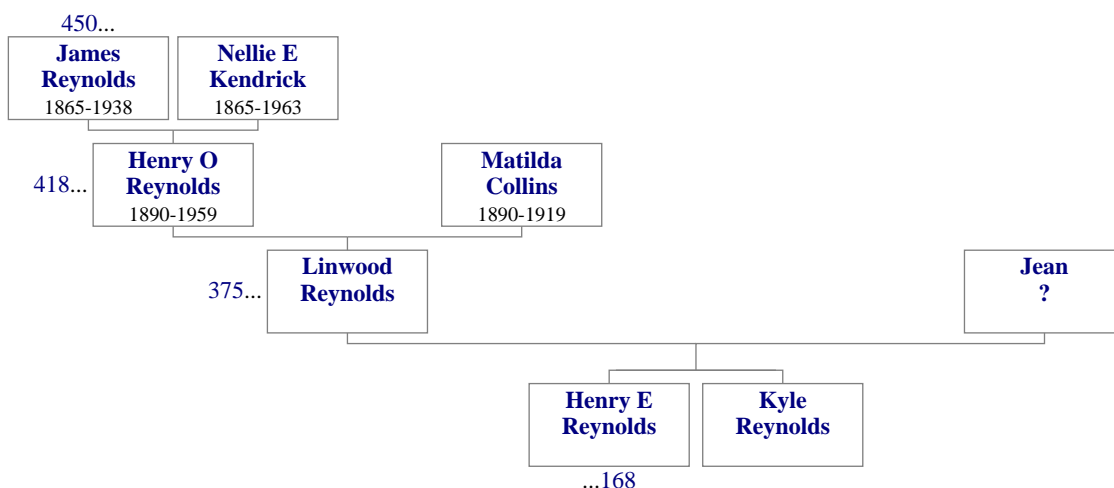 450...
James
Reynolds
1865-1938
Nellie E
Kendrick
1865-1963
418...
Henry O
Reynolds
1890-1959
Matilda
Collins
1890-1919
375...
Linwood
Reynolds
Jean
?
Henry E
Reynolds
Kyle
Reynolds
...168